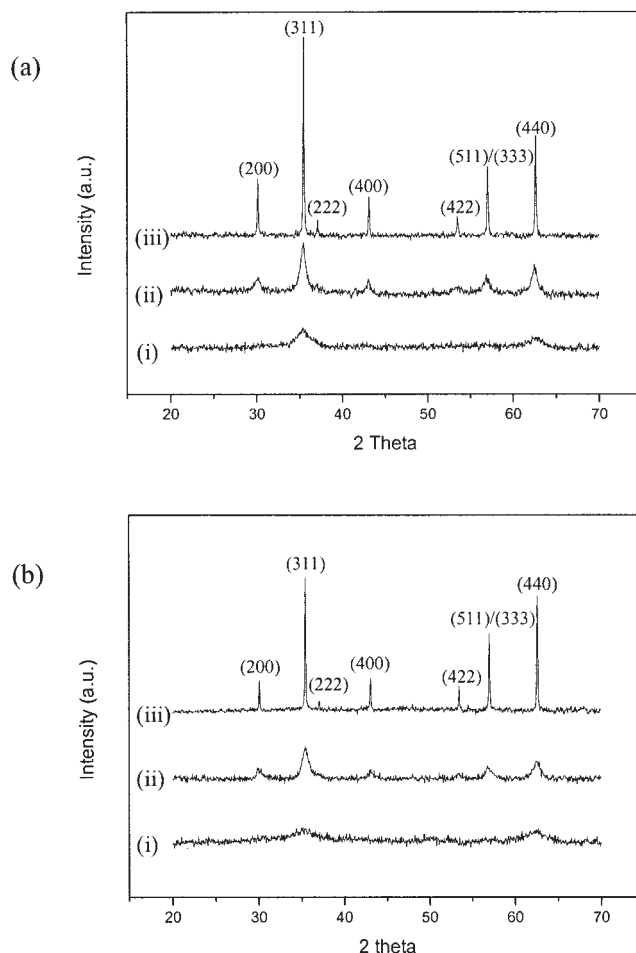 (a)
Intensity (a.u.)
(311)
(440)
(511)/(333)
(200)
(400)
(222)
(422)
(iii)
(ii)
(i)
20 30 40 50 60 70
2 Theta
(b)
Intensity (a.u.)
(311)
(440)
(511)/(333)
(200)
(400)
(222)
(422)
(iii)
(ii)
(i)
20 30 40 50 60 70
2 theta